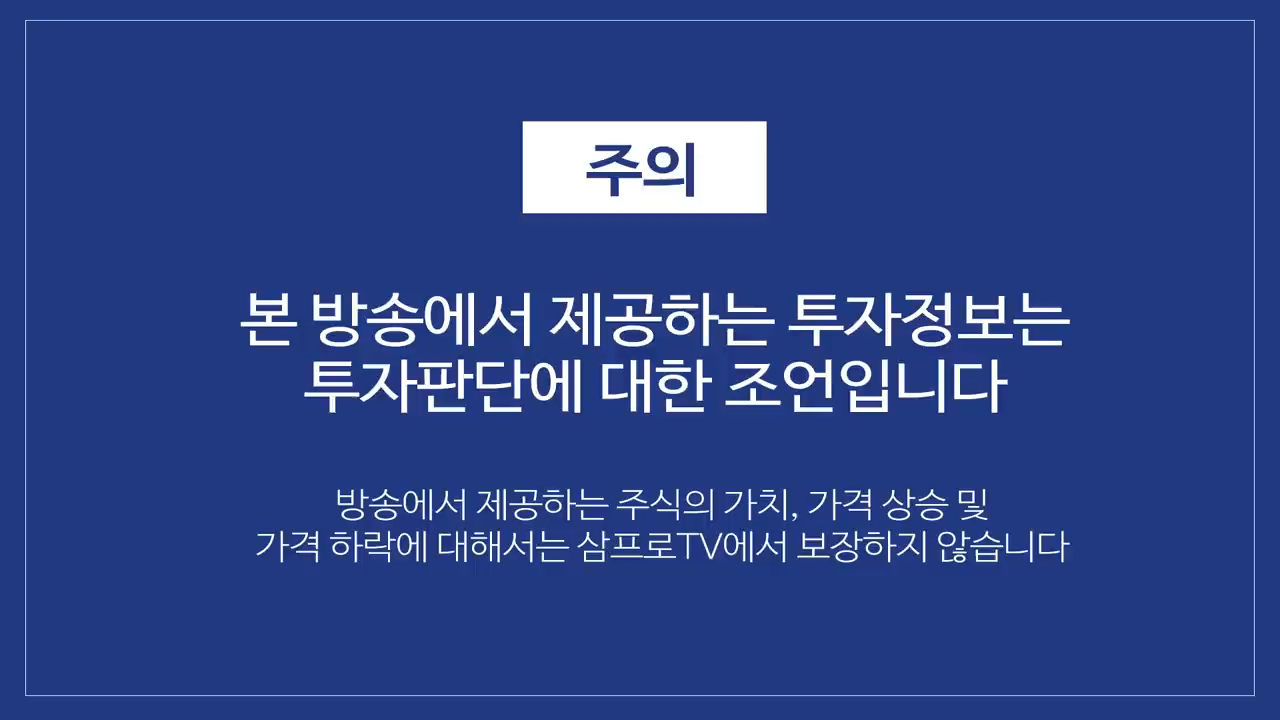 주의
본 방송에서 제공하는 투자정보는
투자판단에 대한 조언입니다
방송에서 제공하는 주식의 가치, 가격 상승 및
가격 하락에 대해서는 삼프로TV에서 보장하지 않습니다